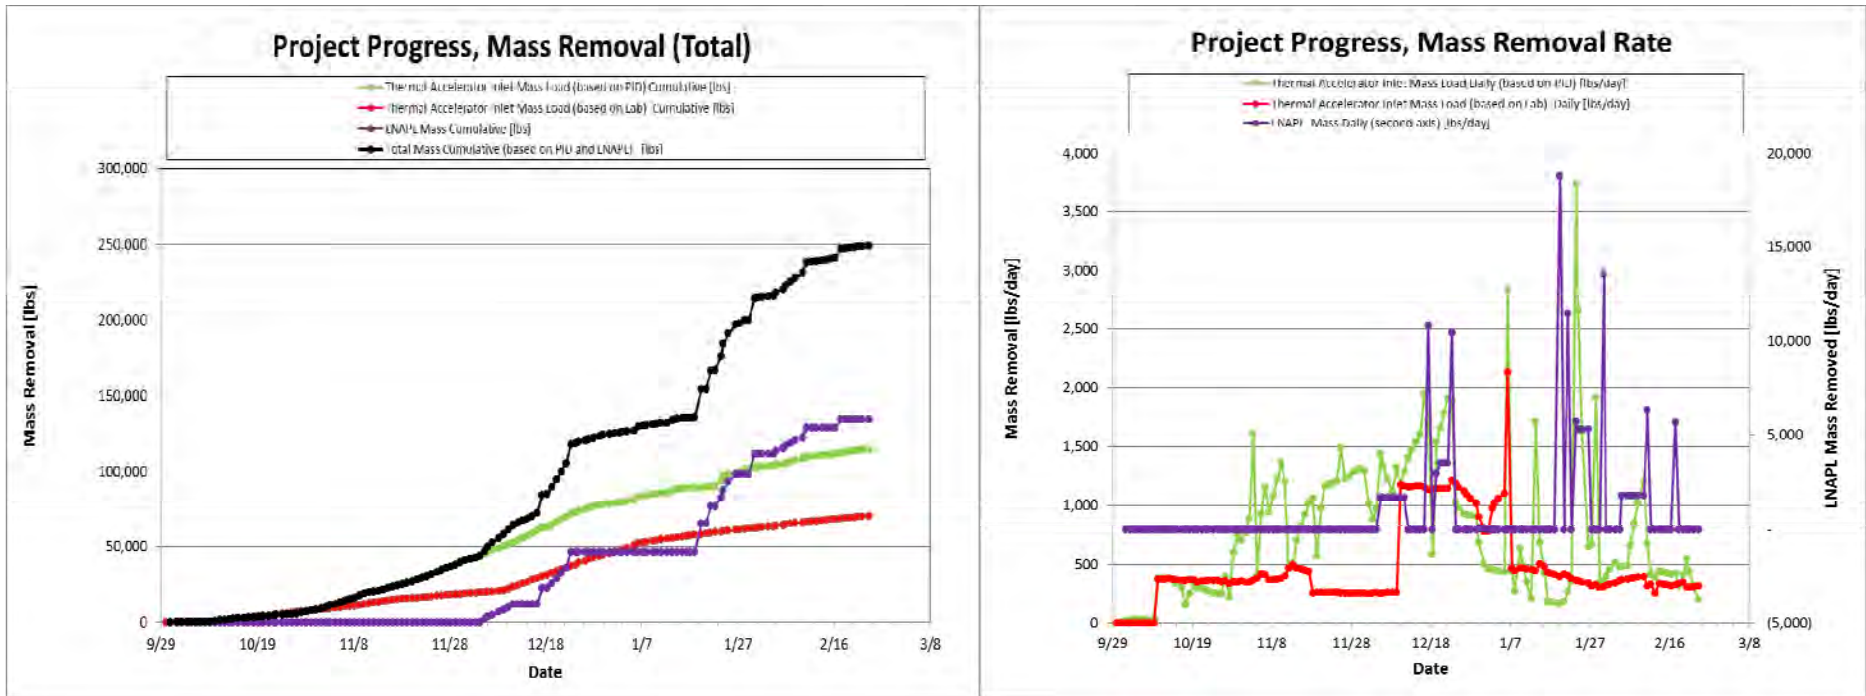 Project Progress, Mass Removal (Total)
Thermal Accelerator Inlet Mass Load (based on PID) Cumulative [lbs]
Thermal Accelerator Inlet Mass Load (based on Lab) Cumulative [lbs]
LNAPL Mass Cumulative [lbs]
Total Mass Cumulative (based on PID and LNAPL) [lbs]
300,000
250,000
200,000
150,000
100,000
50,000
0
Mass Removal [lbs]
9/29 10/19 11/8 11/28 12/18 1/7 1/27 2/16 3/8
Date
Project Progress, Mass Removal Rate
Thermal Accelerator Inlet Mass Load Daily (based on PID) [lbs/day]
Thermal Accelerator Inlet Mass Load (based on Lab) Daily [lbs/day]
LNAPL Mass Daily (second axis) [lbs/day]
4,000
3,500
3,000
2,500
2,000
1,500
1,000
500
0
Mass Removal [lbs/day]
20,000
15,000
10,000
5,000
-
(5,000)
LNAPL Mass Removed [lbs/day]
9/29 10/19 11/8 11/28 12/18 1/7 1/27 2/16 3/8
Date